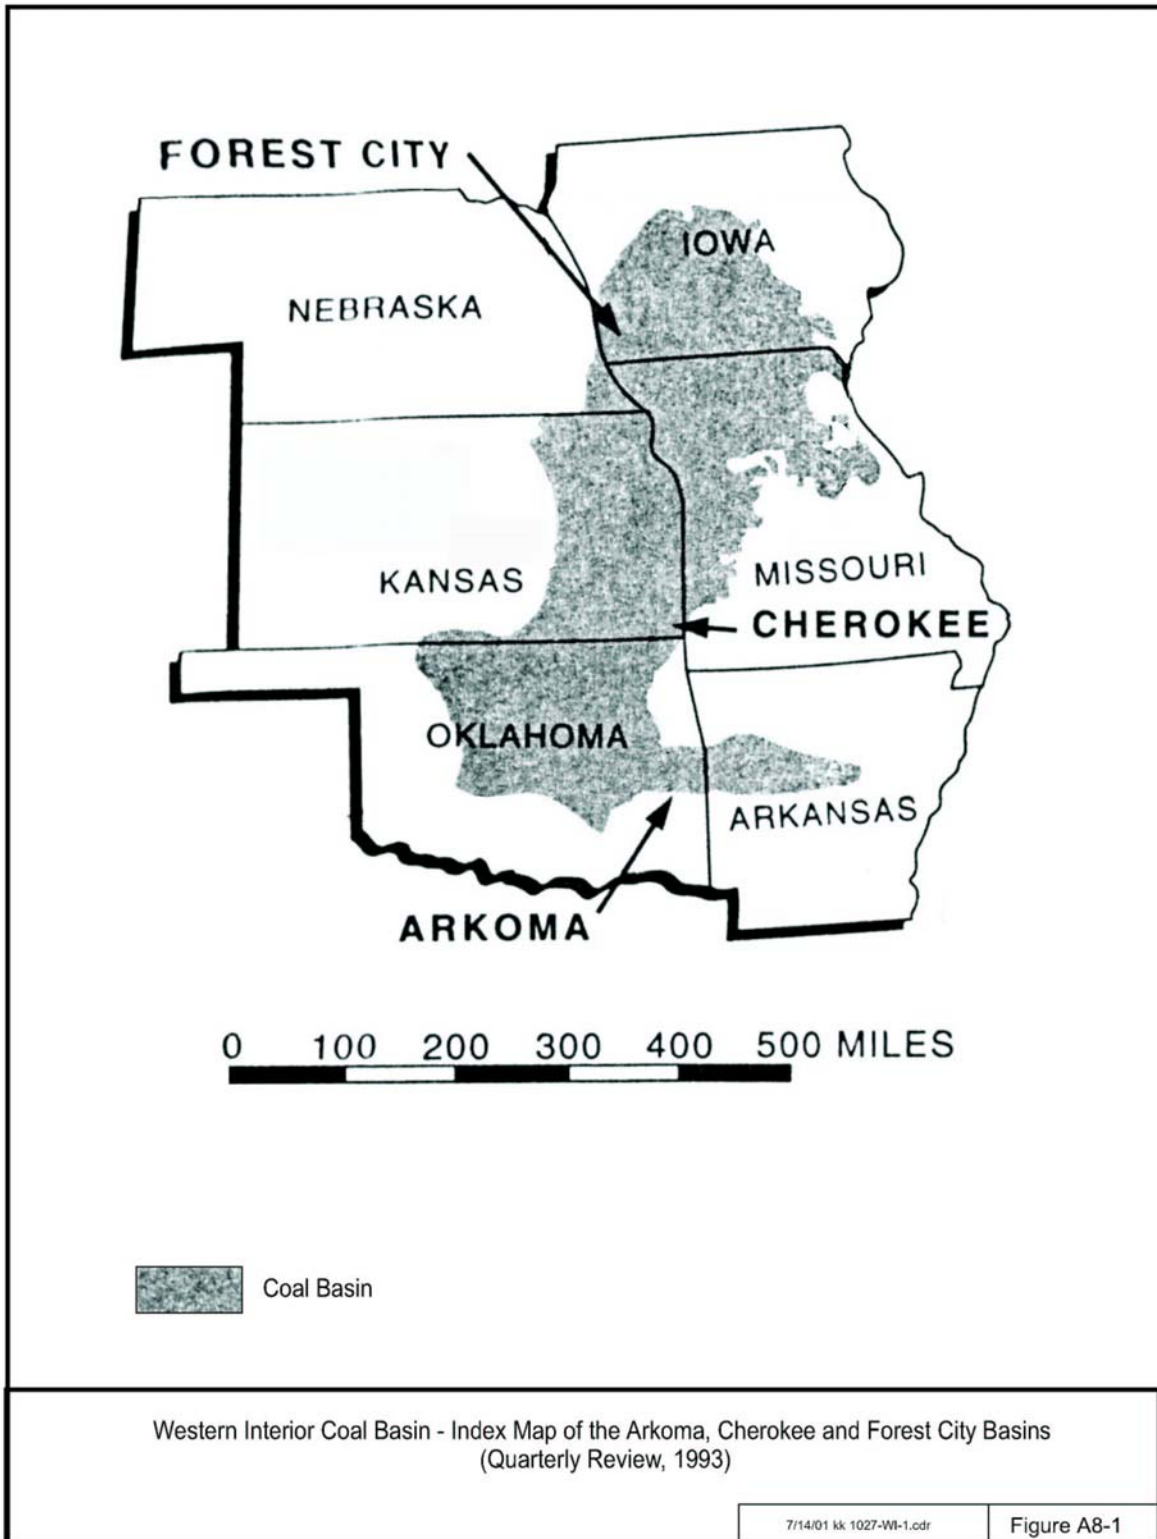 FOREST CITY
IOWA
NEBRASKA
KANSAS
MISSOURI
CHEROKEE
OKLAHOMA
ARKANSAS
ARKOMA
0 100 200 300 400 500 MILES
Coal Basin
Western Interior Coal Basin - Index Map of the Arkoma, Cherokee and Forest City Basins
(Quarterly Review, 1993)
7/14/01 kk 1027-WI-1.cdr
Figure A8-1